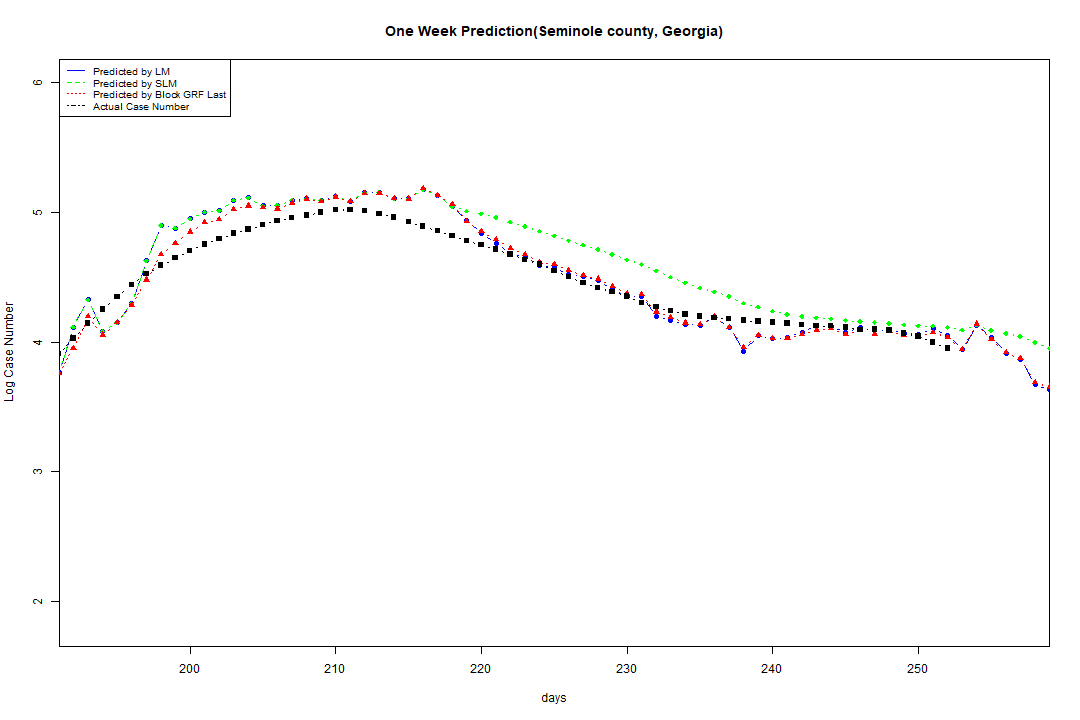 One Week Prediction(Seminole county, Georgia)
Predicted by LM
Predicted by SLM
Predicted by Block GRF Last
Actual Case Number
6
5
4
3
2
Log Case Number
200 210 220 230 240 250
days